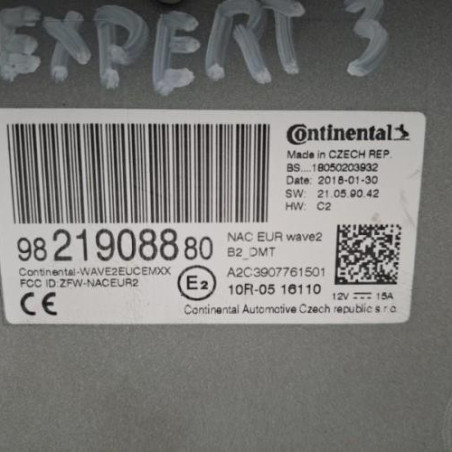 EXPERT 3
Continental
Made in CZECH REP.
BS....18050203932
Date: 2018-01-30
SW: 21.05.90.42
HW: C2
98 219088 80
NAC EUR wave2
B2_DMT
Continental-WAVE2EUCEMXX
FCC ID:ZFW-NACEUR2
E2
A2C3907761501
10R-05 16110
12V ⎓ 15A
CE
Continental Automotive Czech republic s.r.o.